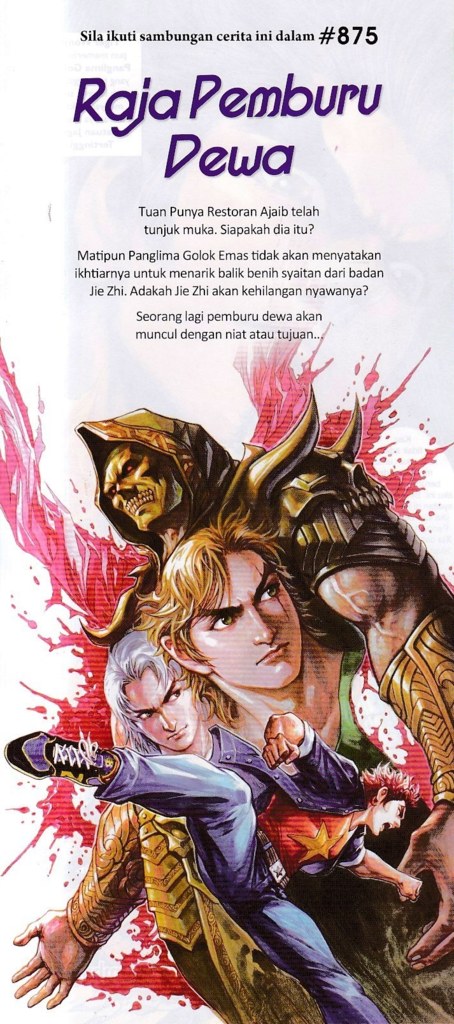 Sila ikuti sambungan cerita ini dalam #875
Raja Pemburu
Dewa
Tuan Punya Restoran Ajaib telah
tunjuk muka. Siapakah dia itu?
Matipun Panglima Golok Emas tidak akan menyatakan
ikhtiarnya untuk menarik balik benih syaitan dari badan
Jie Zhi. Adakah Jie Zhi akan kehilangan nyawanya?
Seorang lagi pemburu dewa akan
muncul dengan niat atau tujuan...